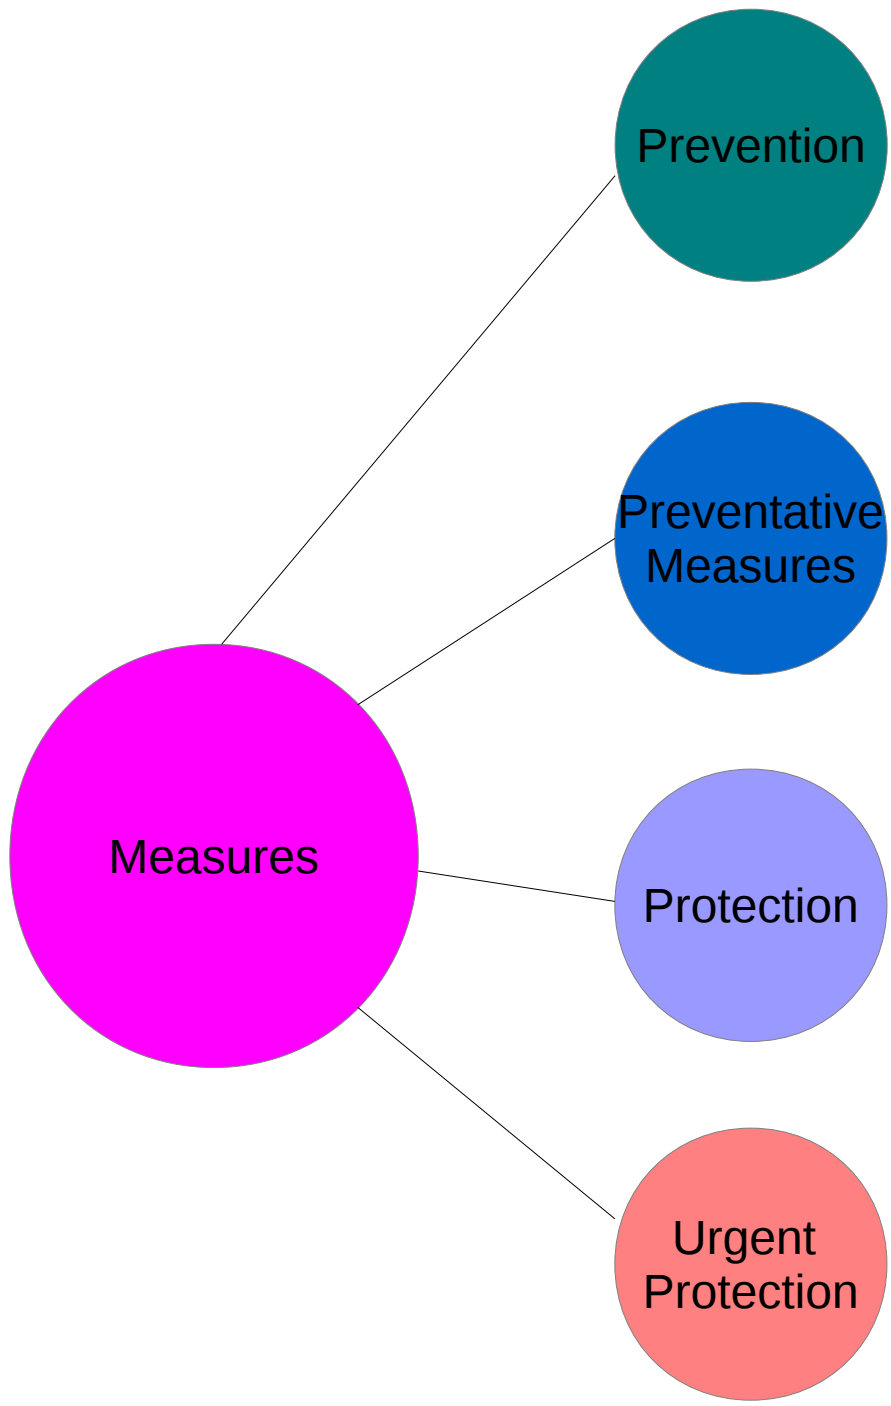 Prevention
Preventative
Measures
Measures
Protection
Urgent
Protection